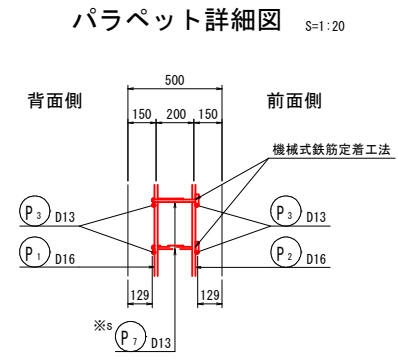 パラペット詳細図 S=1:20
500
背面側 前面側
150 200 150
機械式鉄筋定着工法
P3 D13 P3 D13
P1 D16 P2 D16
129 129
※s
P7 D13